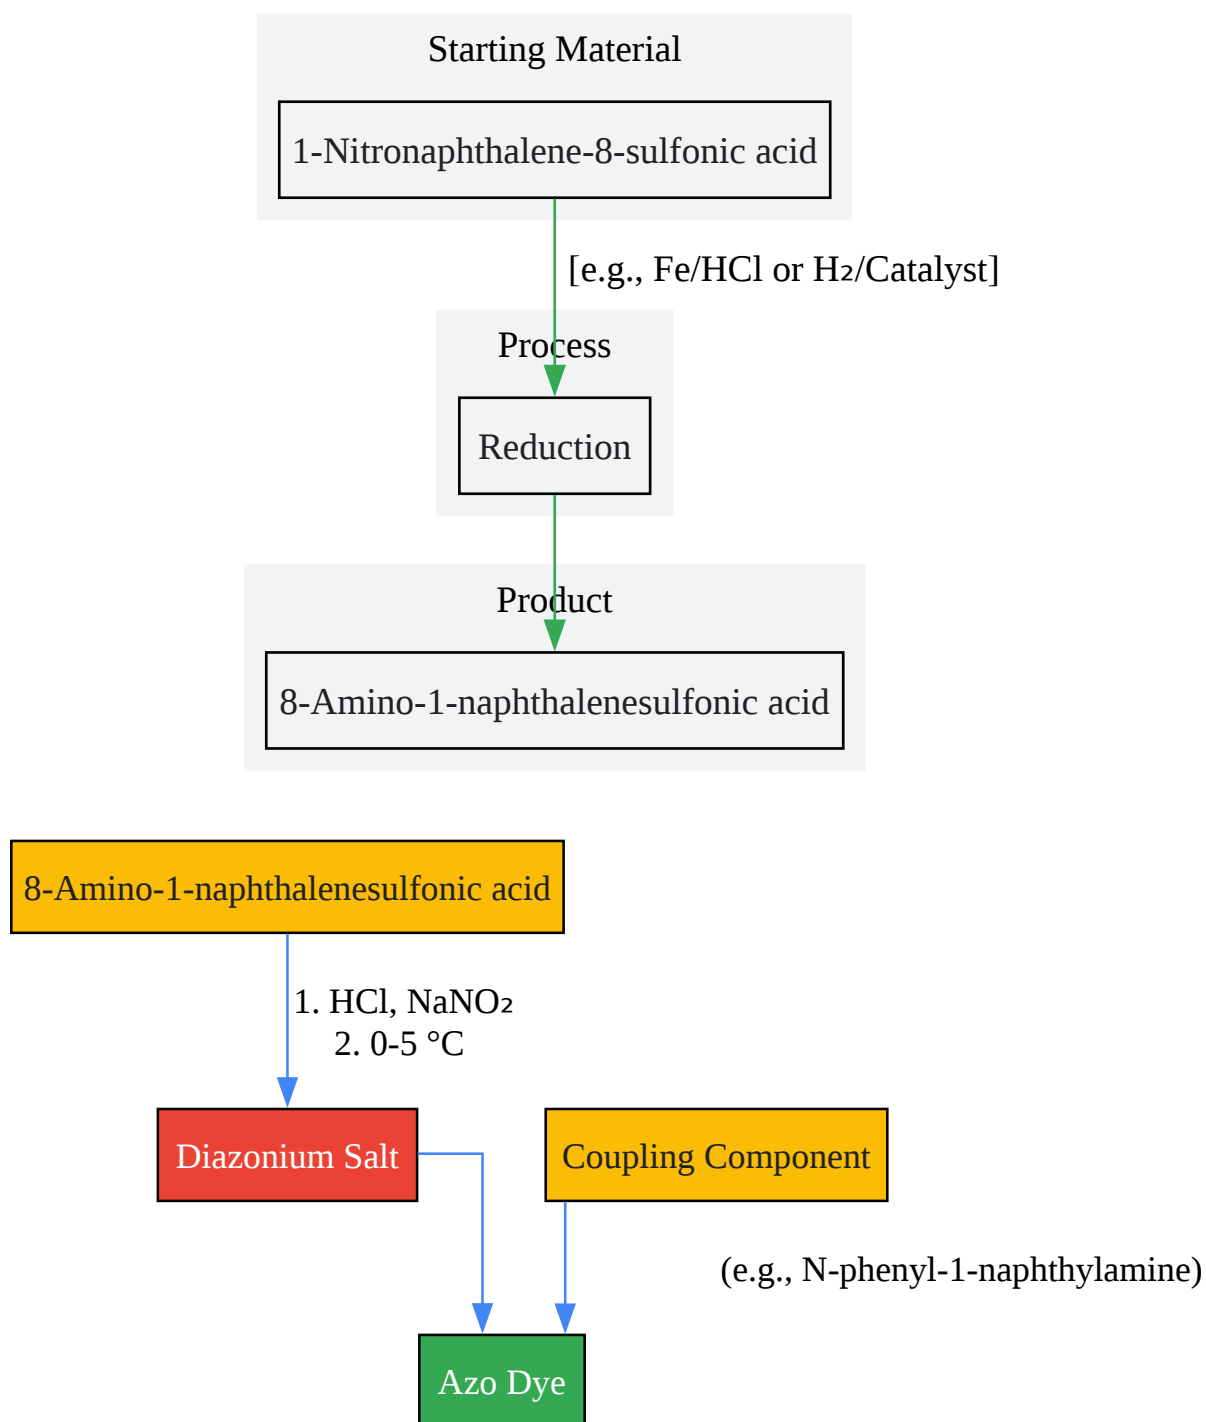 Starting Material
1-Nitronaphthalene-8-sulfonic acid
[e.g., Fe/HCl or H₂/Catalyst]
Process
Reduction
Product
8-Amino-1-naphthalenesulfonic acid
8-Amino-1-naphthalenesulfonic acid
1. HCl, NaNO₂
2. 0-5 °C
Diazonium Salt
Coupling Component
(e.g., N-phenyl-1-naphthylamine)
Azo Dye